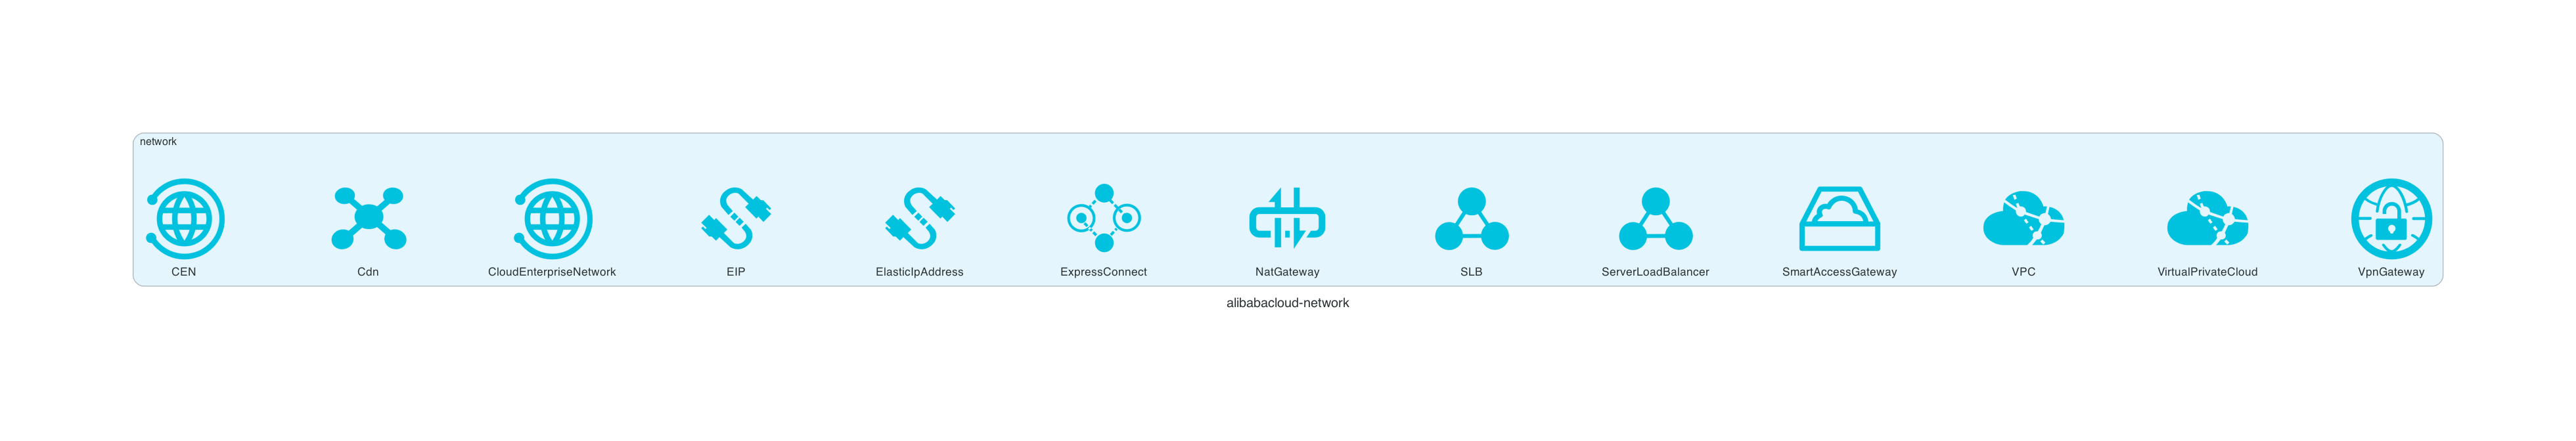 network
CEN
Cdn
CloudEnterpriseNetwork
EIP
ElasticIpAddress
ExpressConnect
NatGateway
SLB
ServerLoadBalancer
SmartAccessGateway
VPC
VirtualPrivateCloud
VpnGateway
alibabacloud-network